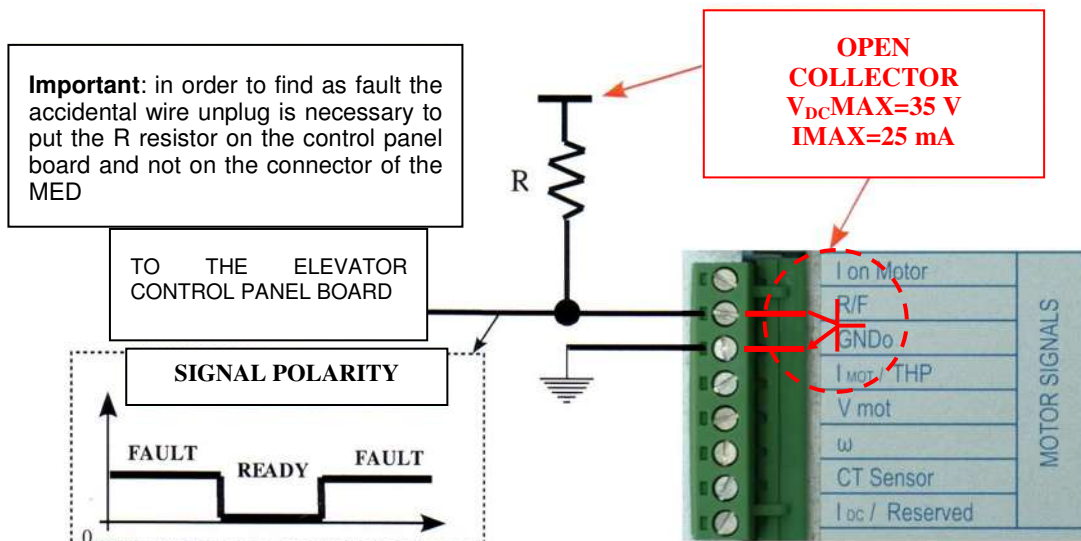 Important: in order to find as fault the
accidental wire unplug is necessary to
put the R resistor on the control panel
board and not on the connector of the
MED
OPEN
COLLECTOR
VDCMAX=35 V
IMAX=25 mA
R
TO THE ELEVATOR
CONTROL PANEL BOARD
SIGNAL POLARITY
FAULT
READY
FAULT
0
I on Motor
R/F
GNDo
I MOT / THP
V mot
ω
CT Sensor
I DC / Reserved
MOTOR SIGNALS